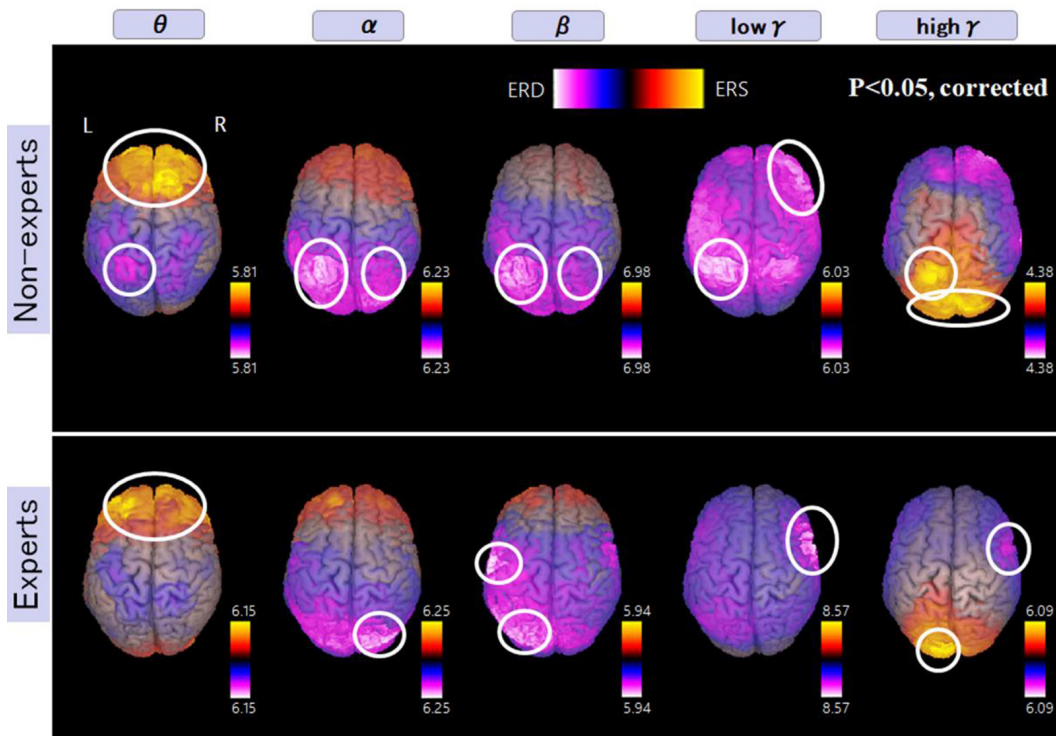 θ α β low γ high γ
ERD ERS P<0.05, corrected
L R
Non-experts
5.81 6.23 6.98 6.03 4.38
5.81 6.23 6.98 6.03 4.38
Experts
6.15 6.25 5.94 8.57 6.09
6.15 6.25 5.94 8.57 6.09